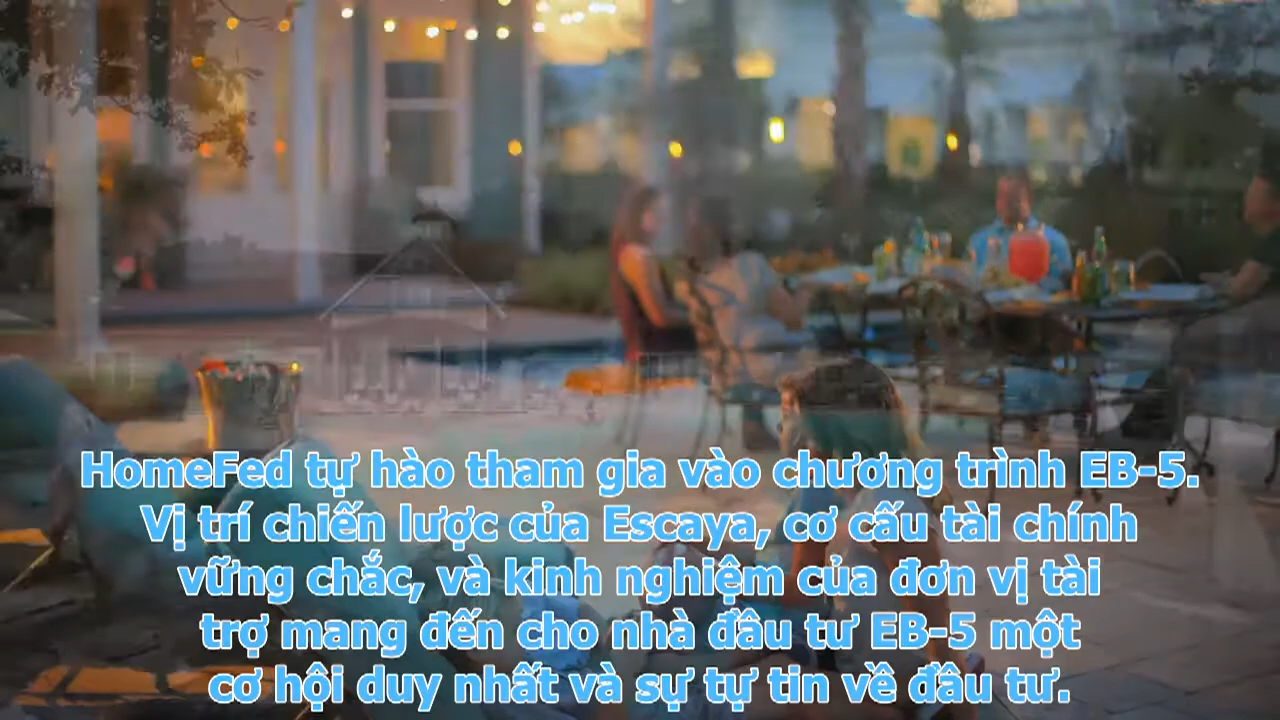 HomeFed tự hào tham gia vào chương trình EB-5.
Vị trí chiến lược của Escaya, cơ cấu tài chính
vững chắc, và kinh nghiệm của đơn vị tài
trợ mang đến cho nhà đầu tư EB-5 một
cơ hội duy nhất và sự tự tin về đầu tư.